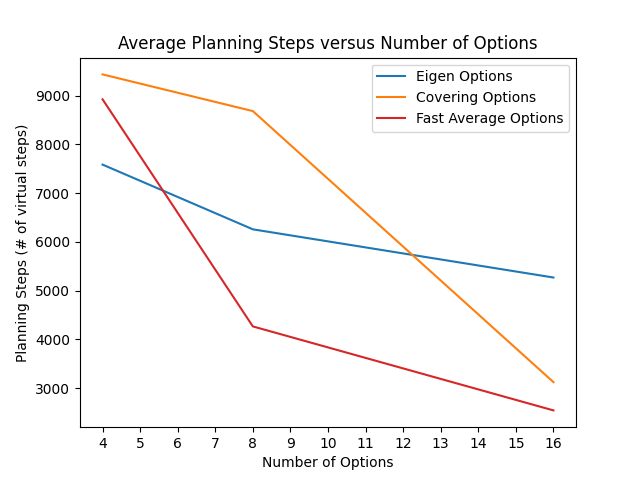 Average Planning Steps versus Number of Options
Eigen Options
Covering Options
Fast Average Options
Planning Steps (# of virtual steps)
9000
8000
7000
6000
5000
4000
3000
4 5 6 7 8 9 10 11 12 13 14 15 16
Number of Options